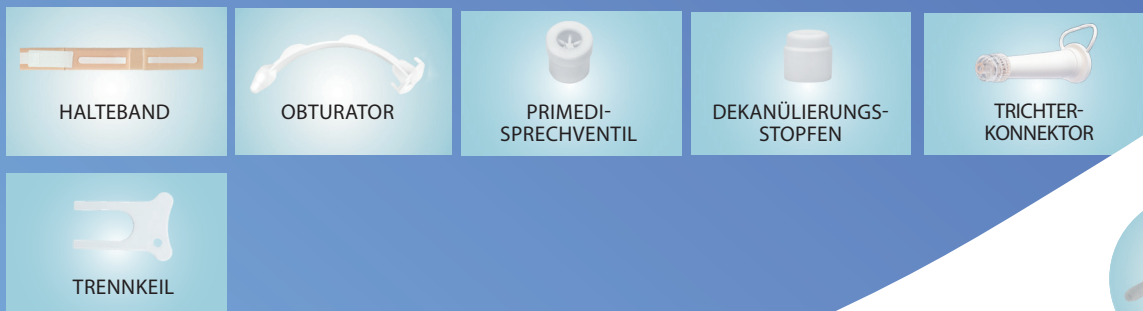 HALTEBAND
OBTURATOR
PRIMEDI-
SPRECHVENTIL
DEKANÜLIERUNGS-
STOPFEN
TRICHTER-
KONNEKTOR
TRENNKEIL